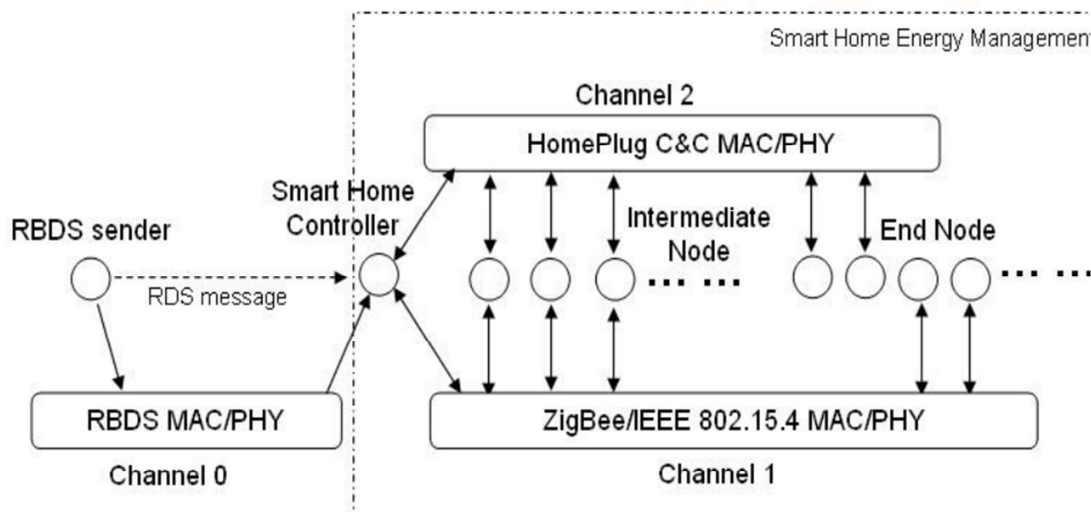 Smart Home Energy Management
Channel 2
HomePlug C&C MAC/PHY
Smart Home
Controller
RBDS sender
Intermediate
Node
End Node
RDS message
... ...
... ...
RBDS MAC/PHY
ZigBee/IEEE 802.15.4 MAC/PHY
Channel 0
Channel 1